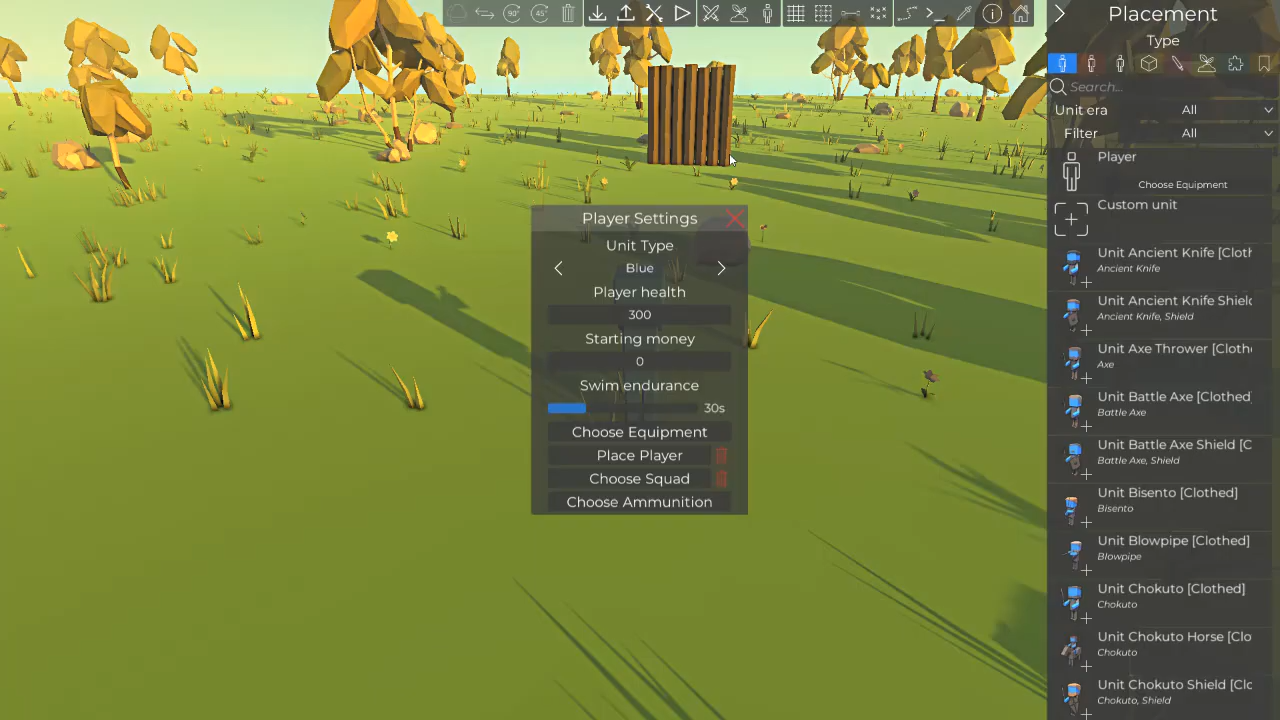 90°
45°
Placement
Type
Search...
Unit era
All
Filter
All
Player
Choose Equipment
Custom unit
Unit Ancient Knife [Cloth
Ancient Knife
Unit Ancient Knife Shield
Ancient Knife, Shield
Unit Axe Thrower [Cloth
Axe
Unit Battle Axe [Clothed]
Battle Axe
Unit Battle Axe Shield [C
Battle Axe, Shield
Unit Bisento [Clothed]
Bisento
Unit Blowpipe [Clothed]
Blowpipe
Unit Chokuto [Clothed]
Chokuto
Unit Chokuto Horse [Clo
Chokuto
Unit Chokuto Shield [Clo
Chokuto, Shield
Player Settings
Unit Type
Blue
Player health
300
Starting money
0
Swim endurance
30s
Choose Equipment
Place Player
Choose Squad
Choose Ammunition